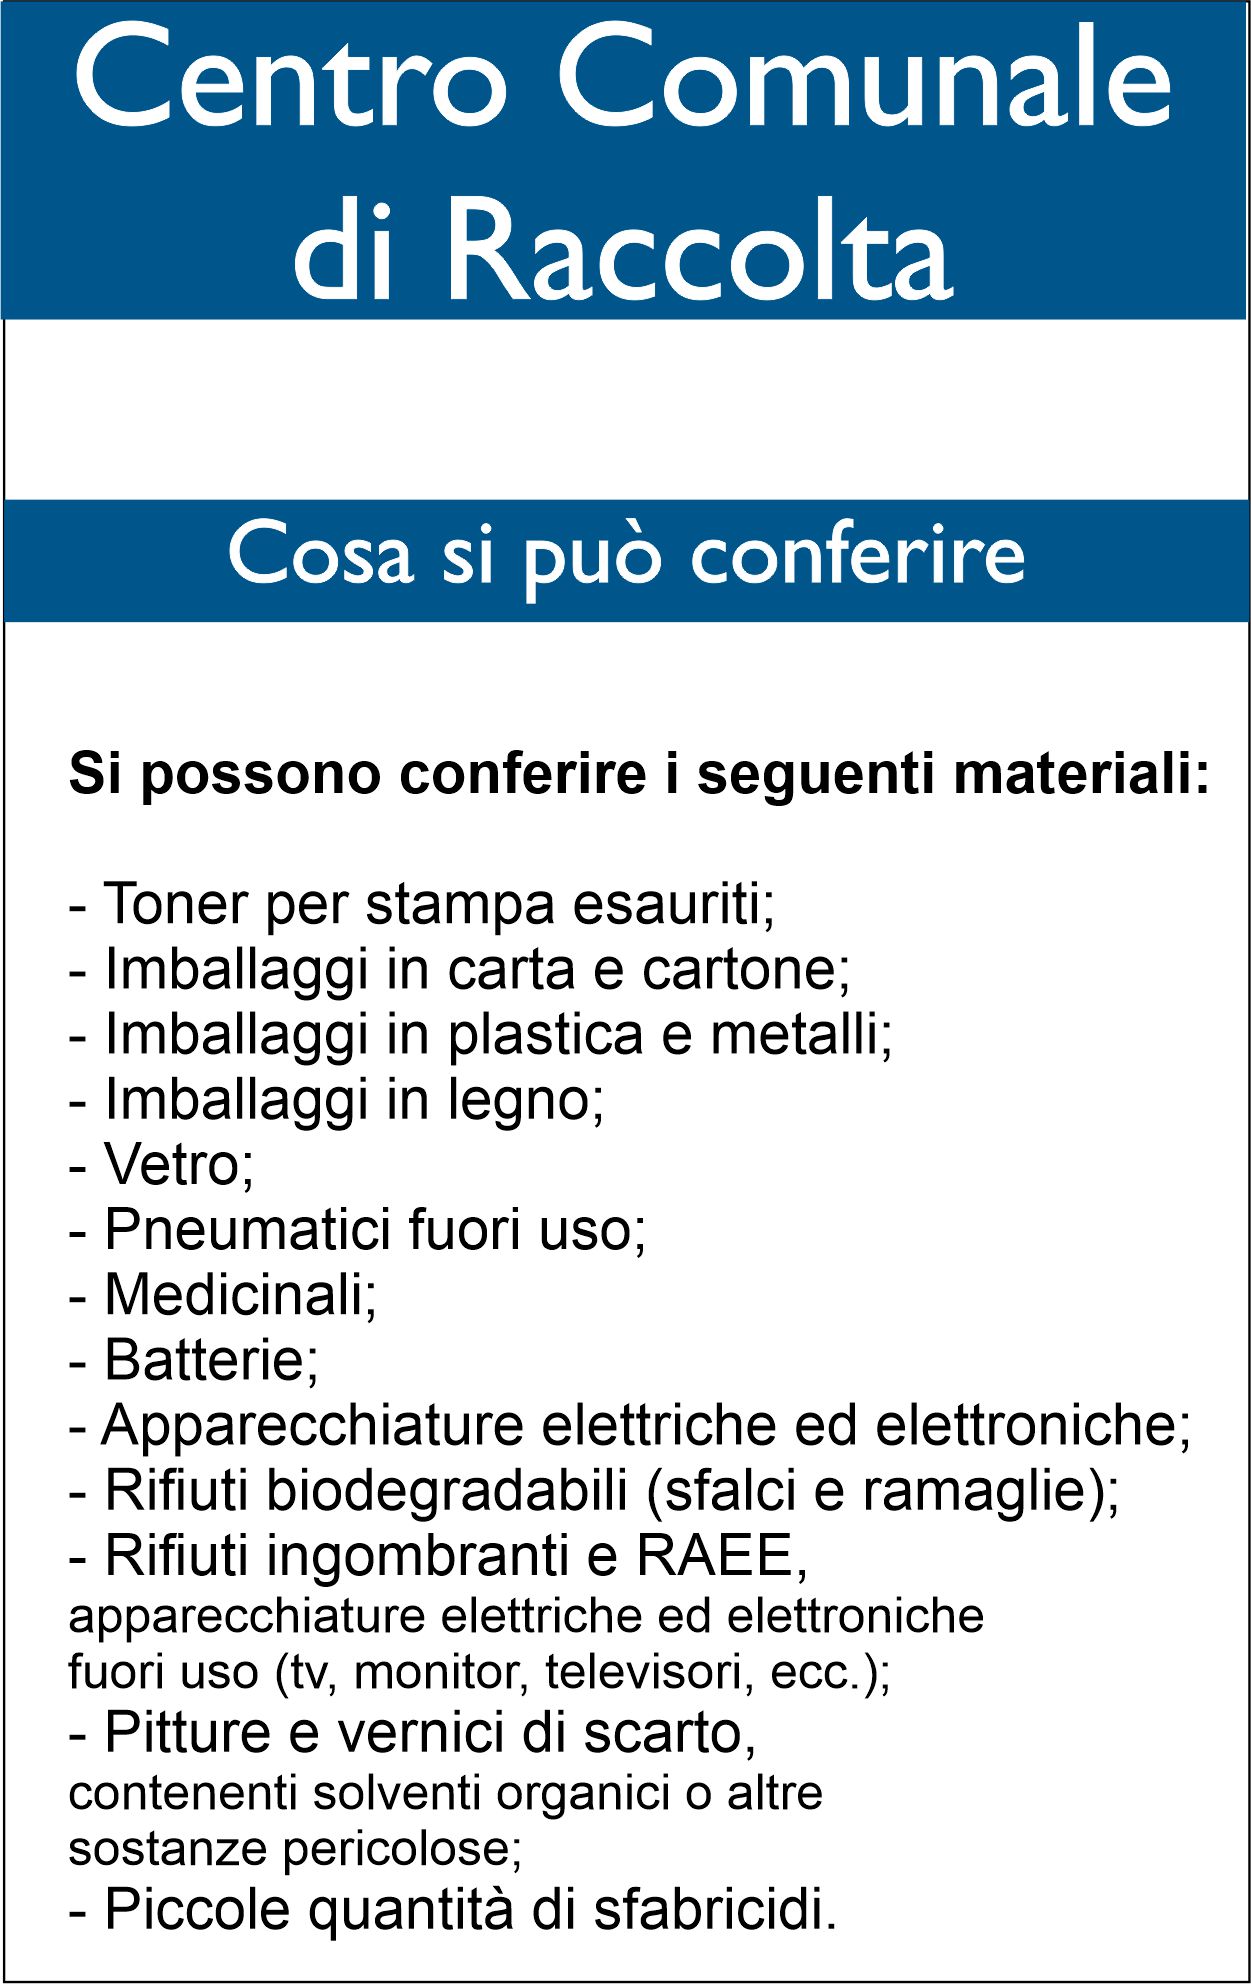 Centro Comunale
di Raccolta
Cosa si può conferire
Si possono conferire i seguenti materiali:
- Toner per stampa esauriti;
- Imballaggi in carta e cartone;
- Imballaggi in plastica e metalli;
- Imballaggi in legno;
- Vetro;
- Pneumatici fuori uso;
- Medicinali;
- Batterie;
- Apparecchiature elettriche ed elettroniche;
- Rifiuti biodegradabili (sfalci e ramaglie);
- Rifiuti ingombranti e RAEE,
apparecchiature elettriche ed elettroniche
fuori uso (tv, monitor, televisori, ecc.);
- Pitture e vernici di scarto,
contenenti solventi organici o altre
sostanze pericolose;
- Piccole quantità di sfabricidi.